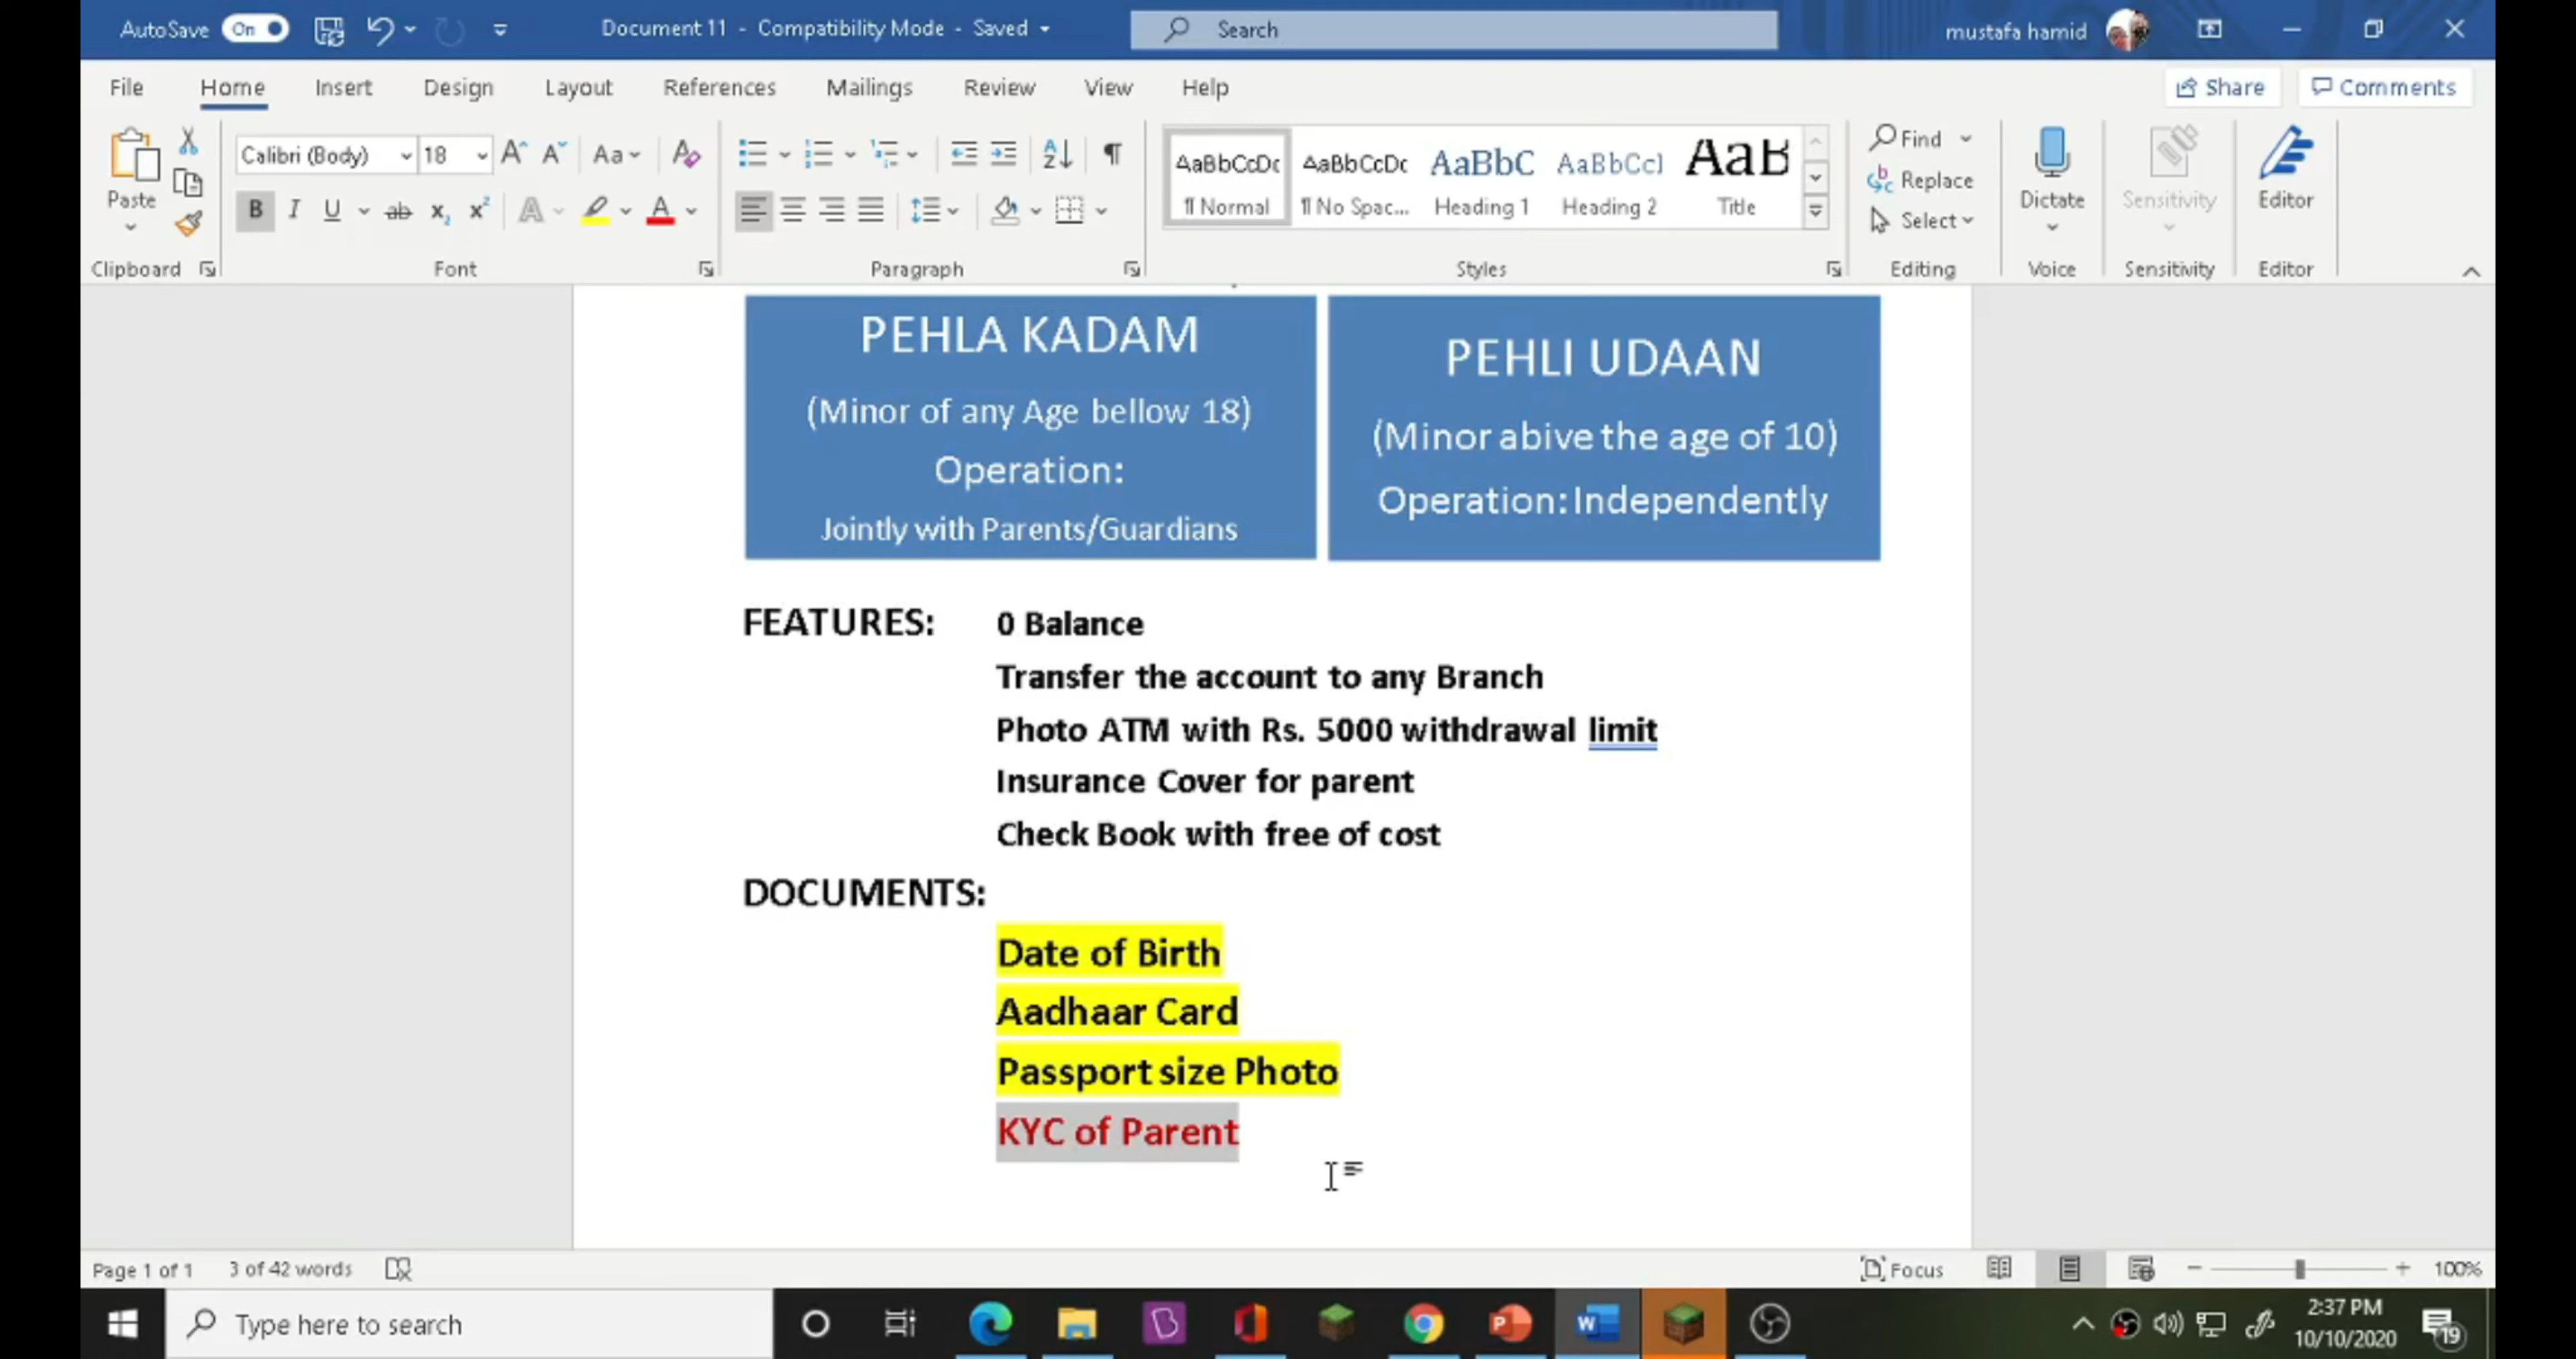 AutoSave On Document 11 - Compatibility Mode - Saved Search mustafa hamid
File Home Insert Design Layout References Mailings Review View Help Share Comments
Paste Calibri (Body) 18 Aa AaBbCcDc AaBbCcDc AaBbC AaBbCcI AaB Find Replace Select Dictate Sensitivity Editor
B I U ab x₂ x² A A ¶ Normal ¶ No Spac... Heading 1 Heading 2 Title
Clipboard Font Paragraph Styles Editing Voice Sensitivity Editor
PEHLA KADAM
(Minor of any Age bellow 18)
Operation:
Jointly with Parents/Guardians
PEHLI UDAAN
(Minor abive the age of 10)
Operation: Independently
FEATURES: 0 Balance
Transfer the account to any Branch
Photo ATM with Rs. 5000 withdrawal limit
Insurance Cover for parent
Check Book with free of cost
DOCUMENTS:
Date of Birth
Aadhaar Card
Passport size Photo
KYC of Parent
Page 1 of 1 3 of 42 words Focus 100%
Type here to search 2:37 PM
10/10/2020 19